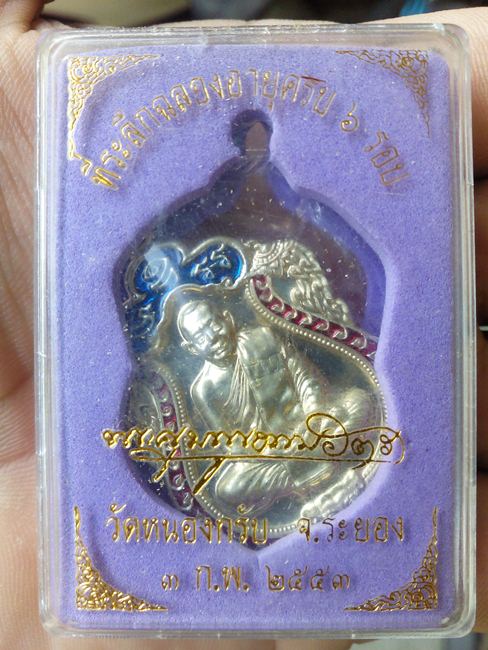 ที่ระลึกฉลองอายุครบ ๖ รอบ
วัดหนองกรับ จ.ระยอง
๓ ก.พ. ๒๕๕๓